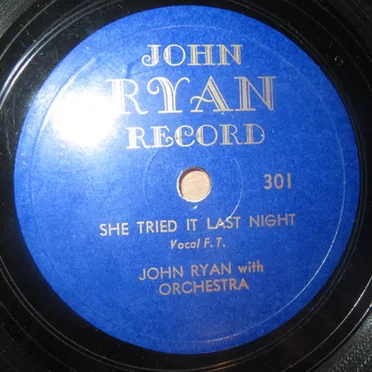 JOHN
RYAN
RECORD
301
SHE TRIED IT LAST NIGHT
Vocal F. T.
JOHN RYAN with
ORCHESTRA